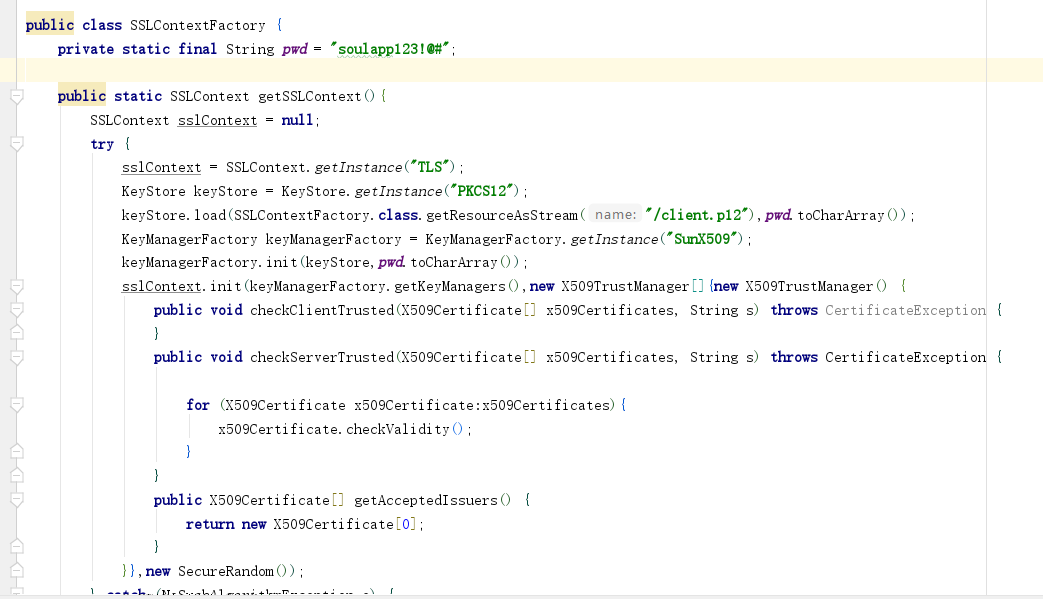 public class SSLContextFactory {
private static final String pwd = "soulapp123!@#";
public static SSLContext getSSLContext(){
SSLContext sslContext = null;
try {
sslContext = SSLContext.getInstance("TLS");
KeyStore keyStore = KeyStore.getInstance("PKCS12");
keyStore.load(SSLContextFactory.class.getResourceAsStream( name: "/client.p12"),pwd.toCharArray());
KeyManagerFactory keyManagerFactory = KeyManagerFactory.getInstance("SunX509");
keyManagerFactory.init(keyStore,pwd.toCharArray());
sslContext.init(keyManagerFactory.getKeyManagers(),new X509TrustManager[]{new X509TrustManager() {
public void checkClientTrusted(X509Certificate[] x509Certificates, String s) throws CertificateException {
}
public void checkServerTrusted(X509Certificate[] x509Certificates, String s) throws CertificateException {
for (X509Certificate x509Certificate:x509Certificates){
x509Certificate.checkValidity();
}
}
public X509Certificate[] getAcceptedIssuers() {
return new X509Certificate[0];
}
}},new SecureRandom());
} catch (NoSuchAlgorithmException e) {